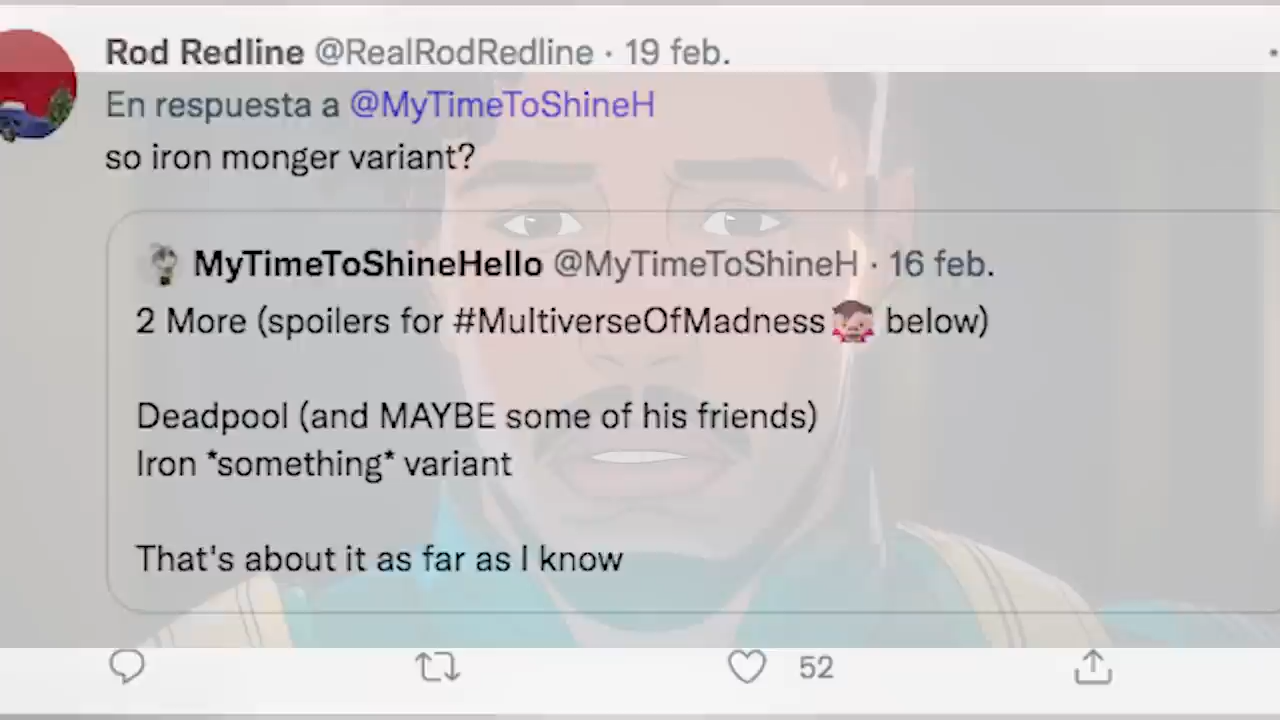 Rod Redline @RealRodRedline · 19 feb.
En respuesta a @MyTimeToShineH
so iron monger variant?
MyTimeToShineHello @MyTimeToShineH · 16 feb.
2 More (spoilers for #MultiverseOfMadness below)
Deadpool (and MAYBE some of his friends)
Iron *something* variant
That's about it as far as I know
52